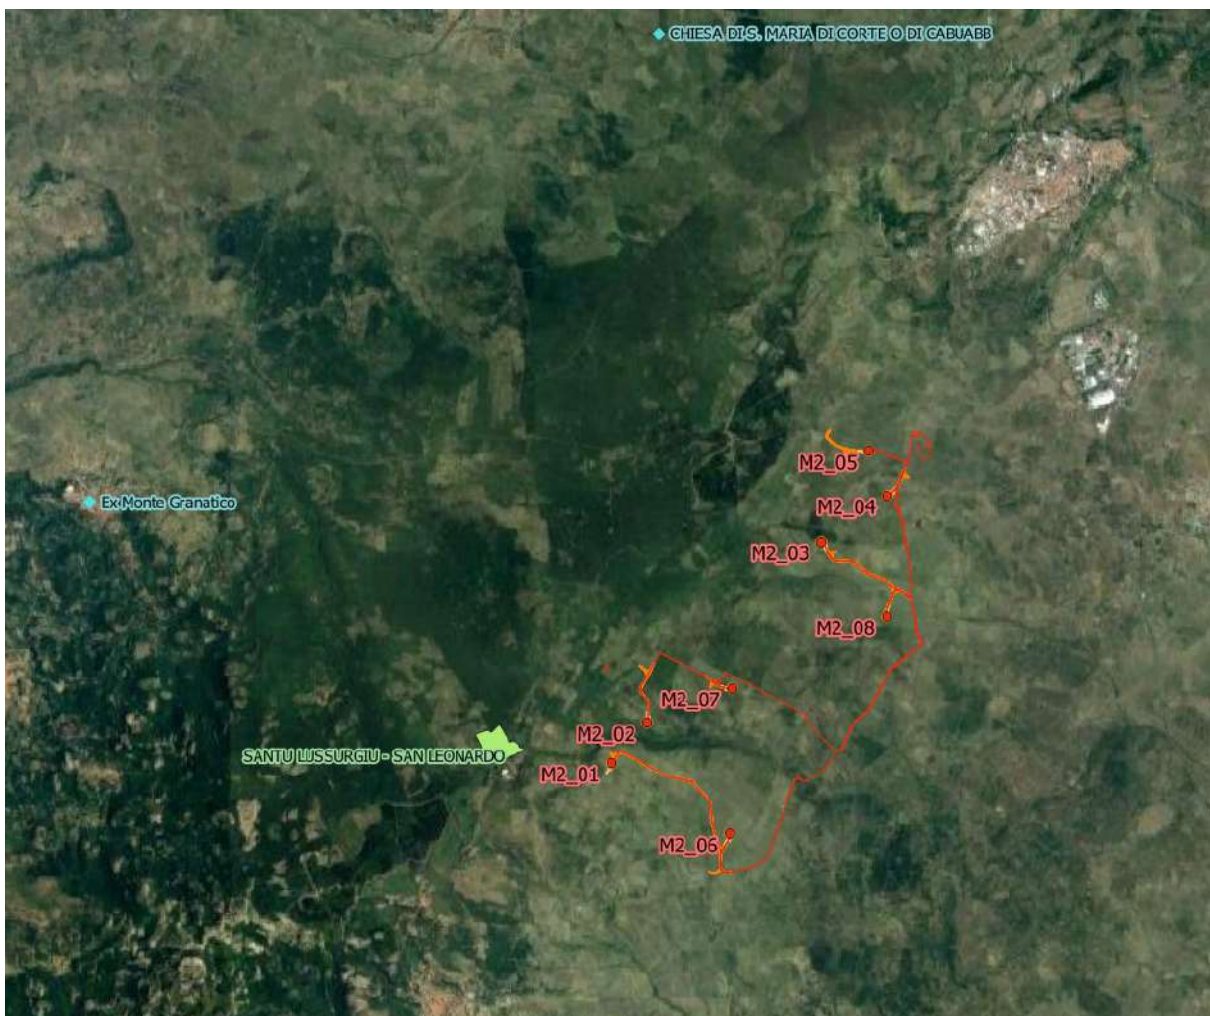 CHIESA DI S. MARIA DI CORTE O DI CABUABB
M2_05
Ex Monte Granatico
M2_04
M2_03
M2_08
M2_07
M2_02
SANTU LUSSURGIU - SAN LEONARDO
M2_01
M2_06